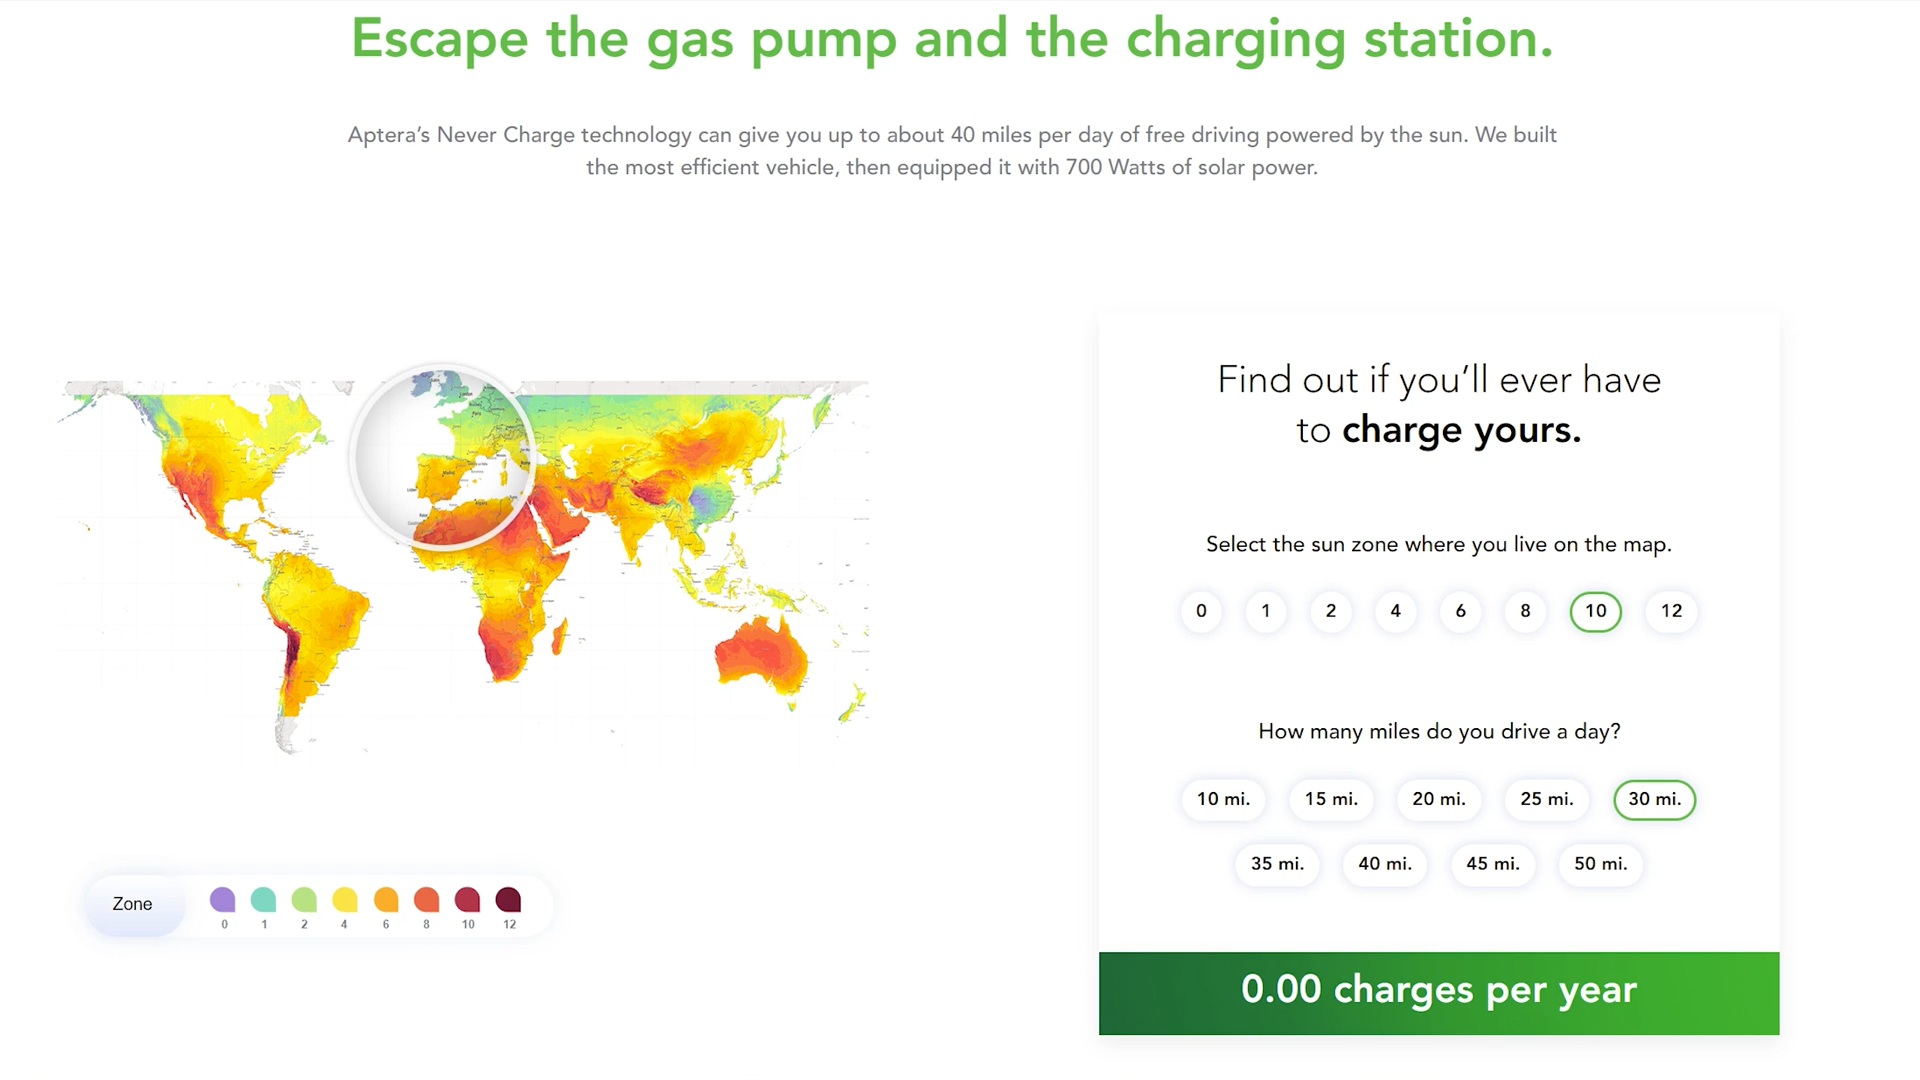 Escape the gas pump and the charging station.
Aptera’s Never Charge technology can give you up to about 40 miles per day of free driving powered by the sun. We built
the most efficient vehicle, then equipped it with 700 Watts of solar power.
Find out if you’ll ever have
to charge yours.
Select the sun zone where you live on the map.
0 1 2 4 6 8 10 12
How many miles do you drive a day?
10 mi. 15 mi. 20 mi. 25 mi. 30 mi.
35 mi. 40 mi. 45 mi. 50 mi.
Zone
0 1 2 4 6 8 10 12
0.00 charges per year